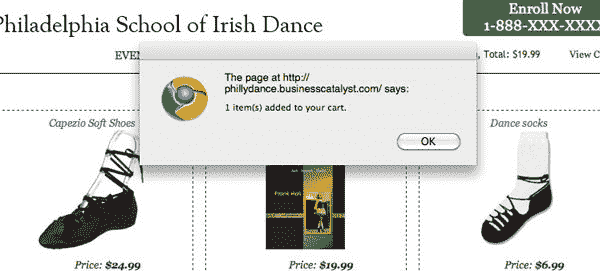 Philadelphia School of Irish Dance
Enroll Now
1-888-XXX-XXXX
EVEN
, Total: $19.99
View C
The page at http://
phillydance.businesscatalyst.com/ says:
1 item(s) added to your cart.
OK
Capezio Soft Shoes
Dance socks
Price: $24.99
Price: $19.99
Price: $6.99